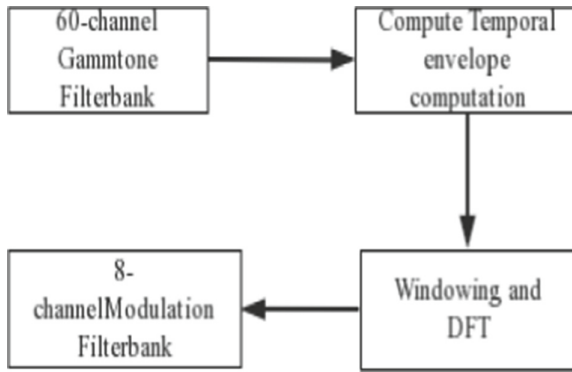 60-channel
Gammtone
Filterbank
Compute Temporal
envelope
computation
Windowing and
DFT
8-
channelModulation
Filterbank